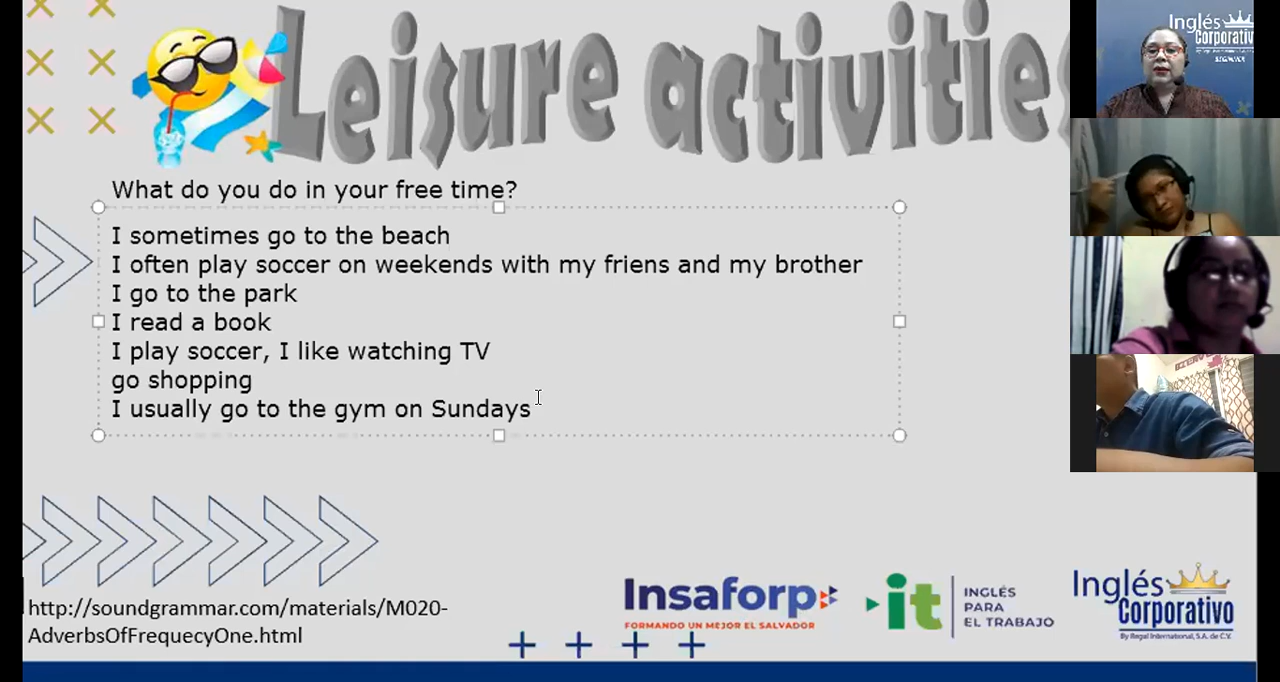 Leisure activities
What do you do in your free time?
I sometimes go to the beach
I often play soccer on weekends with my friens and my brother
I go to the park
I read a book
I play soccer, I like watching TV
go shopping
I usually go to the gym on Sundays
http://soundgrammar.com/materials/M020-
AdverbsOfFrequecyOne.html
Insaforp
FORMANDO UN MEJOR EL SALVADOR
it
INGLÉS
PARA
EL TRABAJO
Inglés
Corporativo
By Regal International, S.A. de C.V.
Inglés
Corporativo